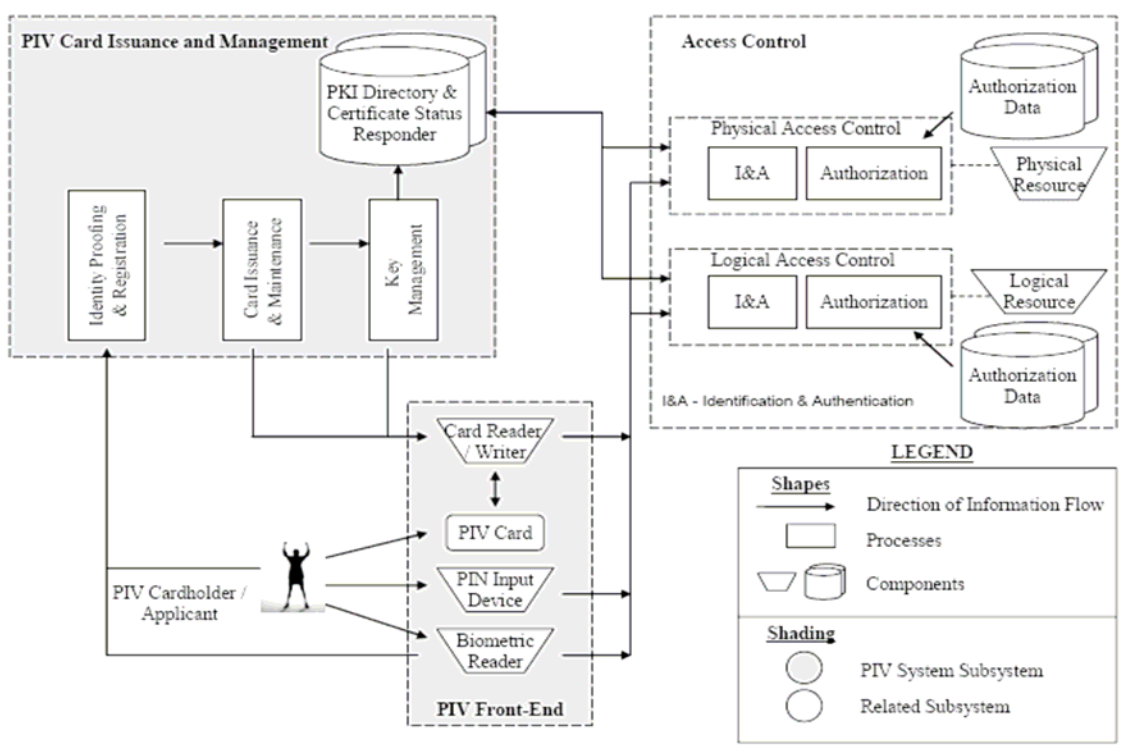 PIV Card Issuance and Management
PKI Directory &
Certificate Status
Responder
Identity Proofing
& Registration
Card Issuance
& Maintenance
Key
Management
Access Control
Authorization
Data
Physical Access Control
I&A
Authorization
Physical
Resource
Logical Access Control
I&A
Authorization
Logical
Resource
Authorization
Data
I&A - Identification & Authentication
Card Reader
/ Writer
PIV Card
PIN Input
Device
Biometric
Reader
PIV Front-End
PIV Cardholder /
Applicant
LEGEND
Shapes
Direction of Information Flow
Processes
Components
Shading
PIV System Subsystem
Related Subsystem